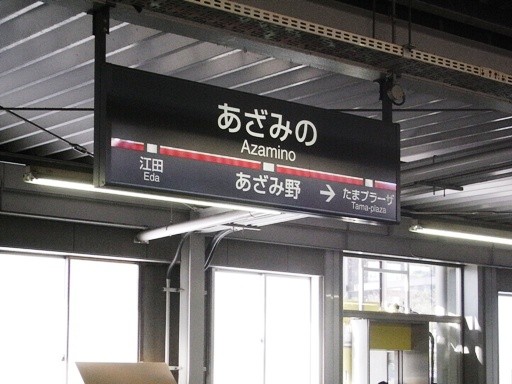 あざみの
Azamino
江田
Eda
あざみ野
→
たまプラーザ
Tama-plaza